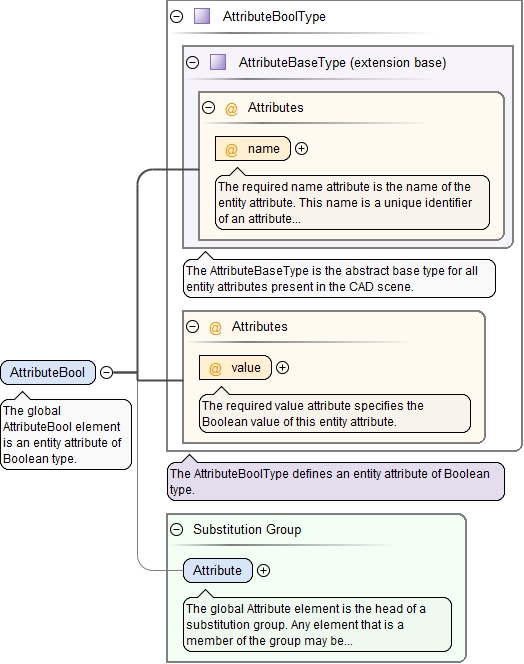 AttributeBoolType
AttributeBaseType (extension base)
@ Attributes
@ name
The required name attribute is the name of the
entity attribute. This name is a unique identifier
of an attribute...
The AttributeBaseType is the abstract base type for all
entity attributes present in the CAD scene.
@ Attributes
@ value
The required value attribute specifies the
Boolean value of this entity attribute.
AttributeBool
The global
AttributeBool element
is an entity attribute of
Boolean type.
The AttributeBoolType defines an entity attribute of Boolean
type.
Substitution Group
Attribute
The global Attribute element is the head of a
substitution group. Any element that is a
member of the group may be...